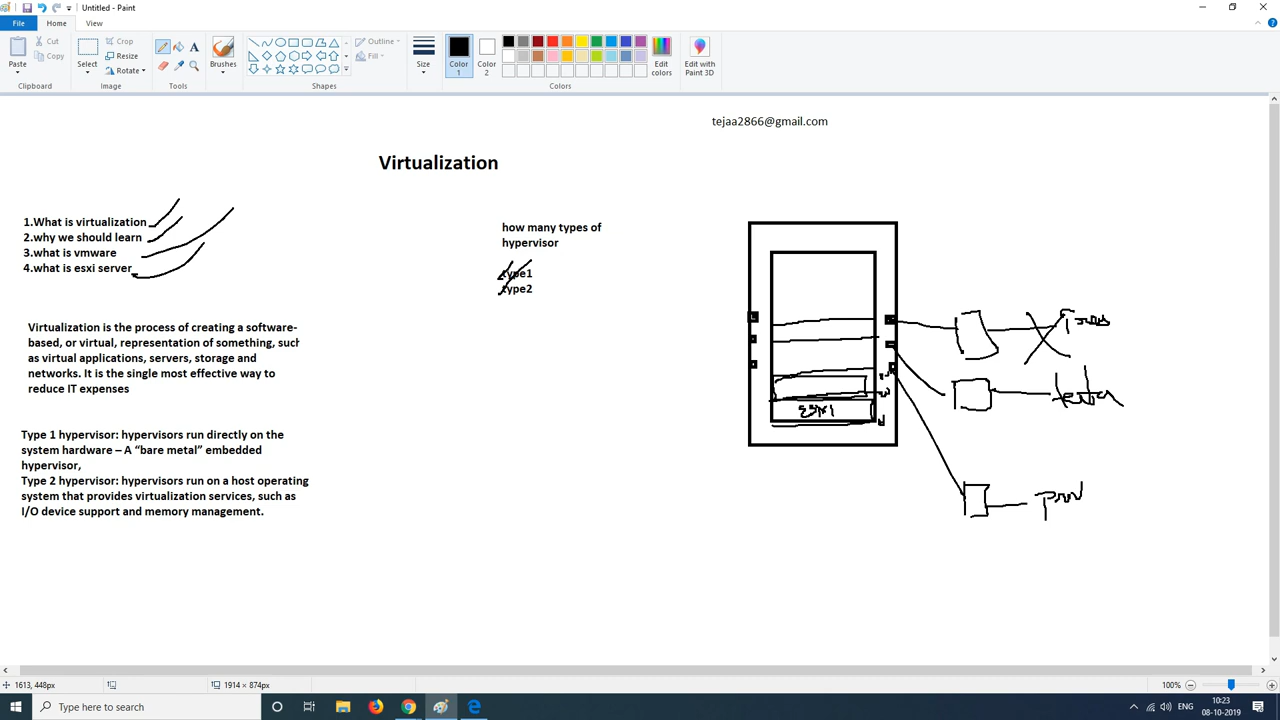 Untitled - Paint
File
Home
View
Paste
Cut
Copy
Clipboard
Select
Crop
Resize
Rotate
Image
Tools
Brushes
Shapes
Outline
Fill
Size
Color 1
Color 2
Colors
Edit colors
Edit with Paint 3D
tejaa2866@gmail.com
Virtualization
1.What is virtualization
2.why we should learn
3.what is vmware
4.what is esxi server
how many types of
hypervisor
type1
type2
Virtualization is the process of creating a software-
based, or virtual, representation of something, such
as virtual applications, servers, storage and
networks. It is the single most effective way to
reduce IT expenses
Type 1 hypervisor: hypervisors run directly on the
system hardware – A “bare metal” embedded
hypervisor,
Type 2 hypervisor: hypervisors run on a host operating
system that provides virtualization services, such as
I/O device support and memory management.
ESXI
1613, 448px
1914 × 874px
100%
Type here to search
ENG
10:23
08-10-2019